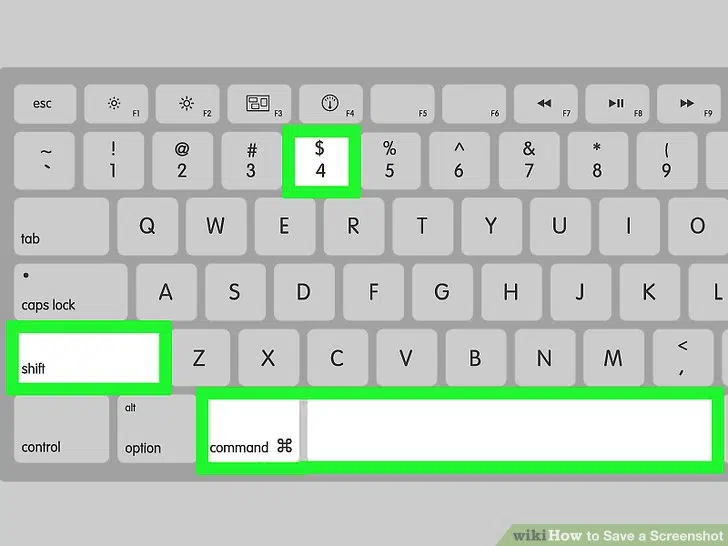 esc F1 F2 F3 F4 F5 F6 F7 F8 F9
~ ! @ # $ % ^ & * (
` 1 2 3 4 5 6 7 8 9
tab Q W E R T Y U I O
caps lock A S D F G H J K L
shift Z X C V B N M < ,
alt
control option command ⌘
wikiHow to Save a Screenshot